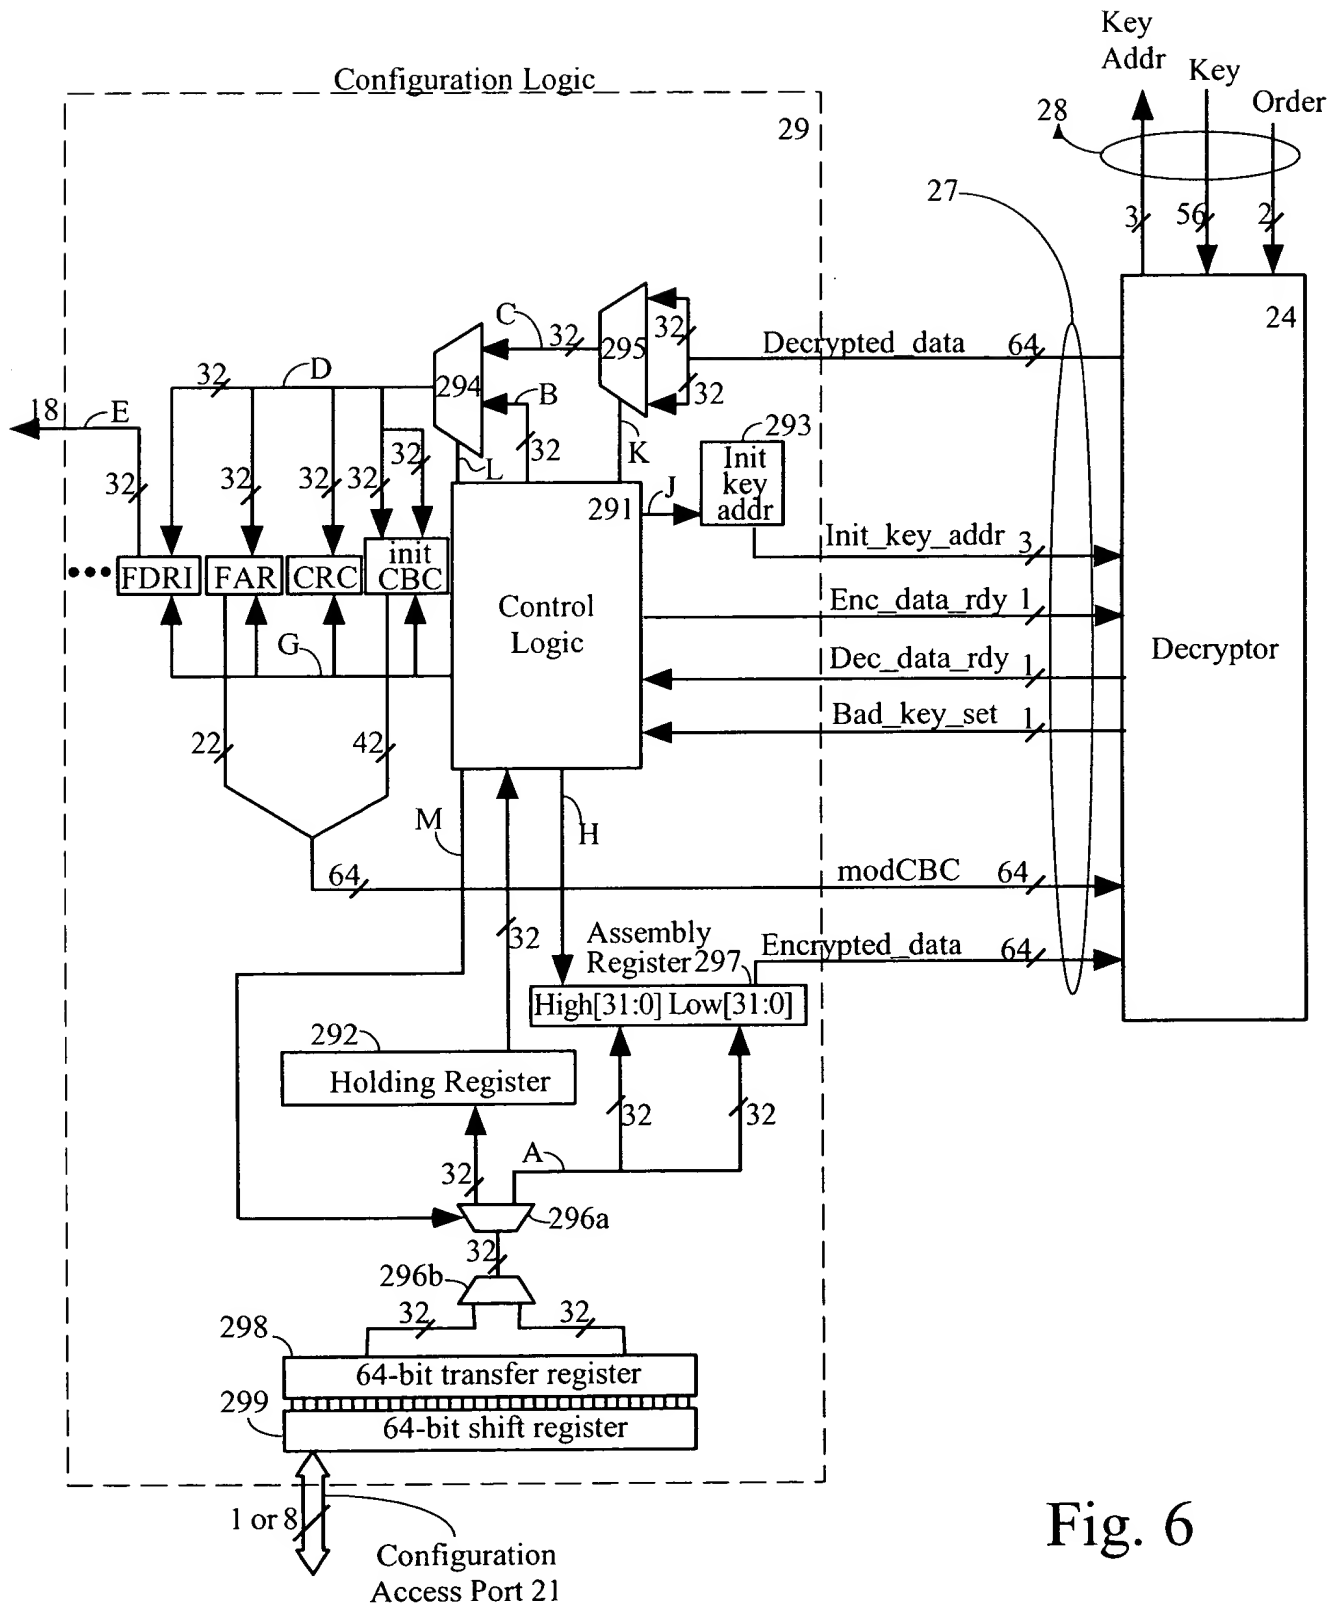 Key
Addr
Key
Order
28
Configuration Logic
29
27
3
56
2
24
C
32
295
32
Decrypted_data
64
32
32
D
294
B
18
E
293
K
L
32
Init
key
addr
J
32
32
32
32
32
291
Init_key_addr
3
init
CBC
FDRI
FAR
CRC
Control
Logic
Enc_data_rdy
1
Decryptor
G
Dec_data_rdy
1
Bad_key_set
1
22
42
M
H
64
modCBC
64
32
Assembly
Register
297
Encrypted_data
64
High[31:0]
Low[31:0]
292
Holding Register
32
32
A
32
296a
32
296b
32
32
298
64-bit transfer register
299
64-bit shift register
1 or 8
Configuration
Access Port 21
Fig. 6